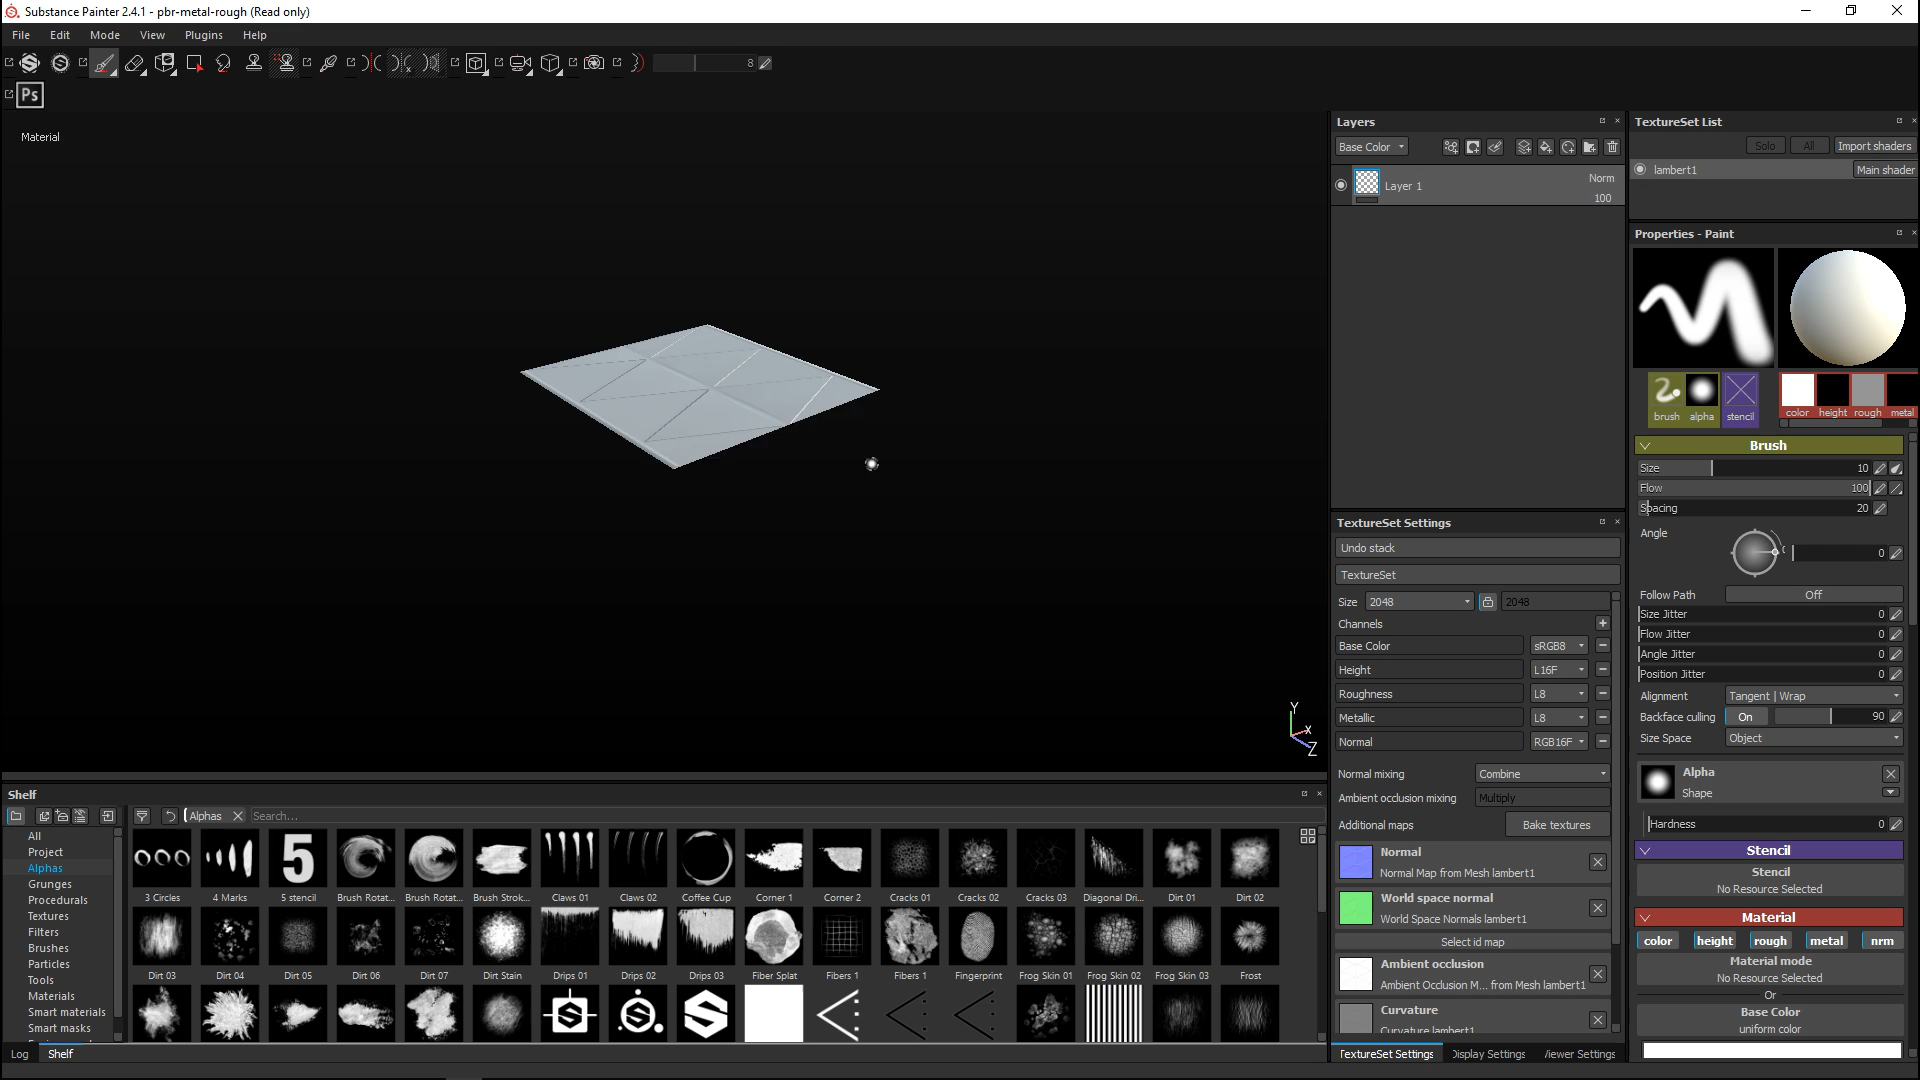 Substance Painter 2.4.1 - pbr-metal-rough (Read only)
File Edit Mode View Plugins Help
8
Ps
Material
Y
X
Z
Layers
Base Color
Layer 1
Norm
100
TextureSet List
Solo All Import shaders
lambert1 Main shader
Properties - Paint
brush alpha stencil color height rough metal
Brush
Size 10
Flow 100
Spacing 20
Angle 0
Follow Path Off
Size Jitter 0
Flow Jitter 0
Angle Jitter 0
Position Jitter 0
Alignment Tangent | Wrap
Backface culling On 90
Size Space Object
Alpha
Shape
Hardness 0
Stencil
Stencil
No Resource Selected
Material
color height rough metal nrm
Material mode
No Resource Selected
Or
Base Color
uniform color
TextureSet Settings
Undo stack
TextureSet
Size 2048 2048
Channels
Base Color sRGB8
Height L16F
Roughness L8
Metallic L8
Normal RGB16F
Normal mixing Combine
Ambient occlusion mixing Multiply
Additional maps Bake textures
Normal
Normal Map from Mesh lambert1
World space normal
World Space Normals lambert1
Select id map
Ambient occlusion
Ambient Occlusion M... from Mesh lambert1
Curvature
Curvature lambert1
TextureSet Settings Display Settings Viewer Settings
Shelf
Alphas Search...
All
Project
Alphas
Grunges
Procedurals
Textures
Filters
Brushes
Particles
Tools
Materials
Smart materials
Smart masks
5
3 Circles 4 Marks 5 stencil Brush Rotat... Brush Rotat... Brush Strok... Claws 01 Claws 02 Coffee Cup Corner 1 Corner 2 Cracks 01 Cracks 02 Cracks 03 Diagonal Dri... Dirt 01 Dirt 02
Dirt 03 Dirt 04 Dirt 05 Dirt 06 Dirt 07 Dirt Stain Drips 01 Drips 02 Drips 03 Fiber Splat Fibers 1 Fibers 1 Fingerprint Frog Skin 01 Frog Skin 02 Frog Skin 03 Frost
Log Shelf